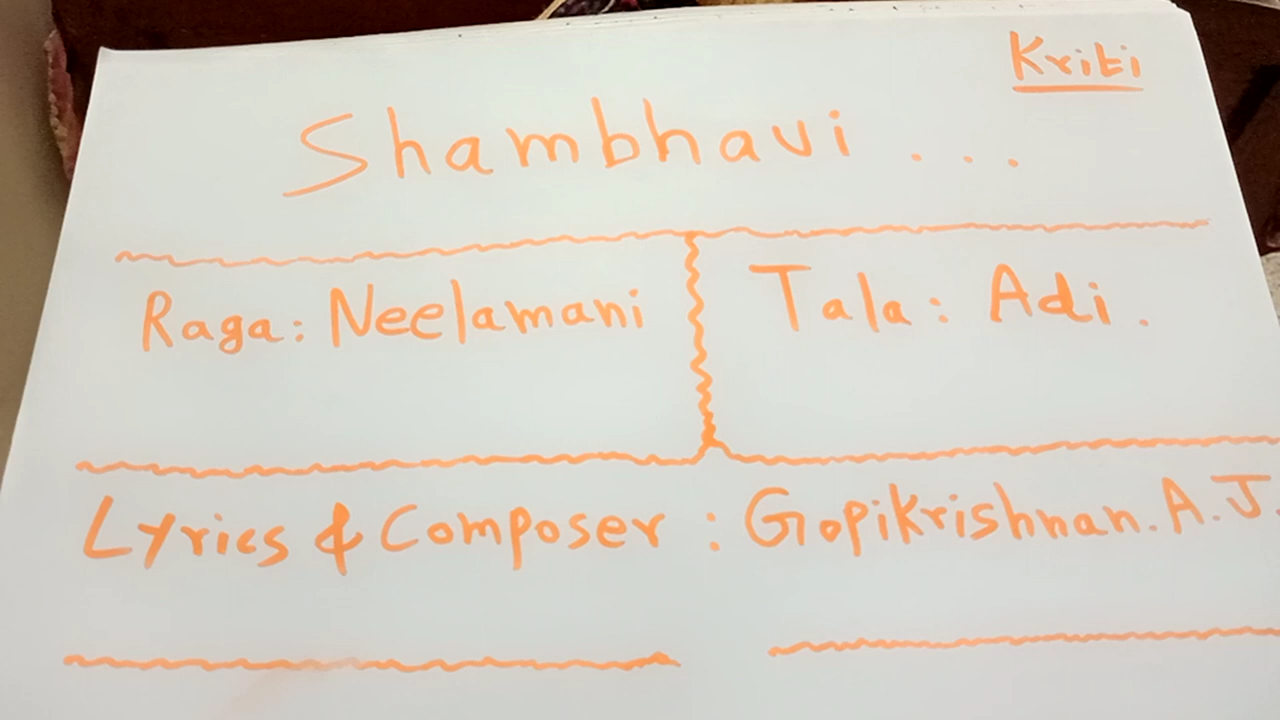 Kriti
Shambhavi ...
Raga: Neelamani
Tala: Adi.
Lyrics & Composer : Gopikrishnan.A.J.